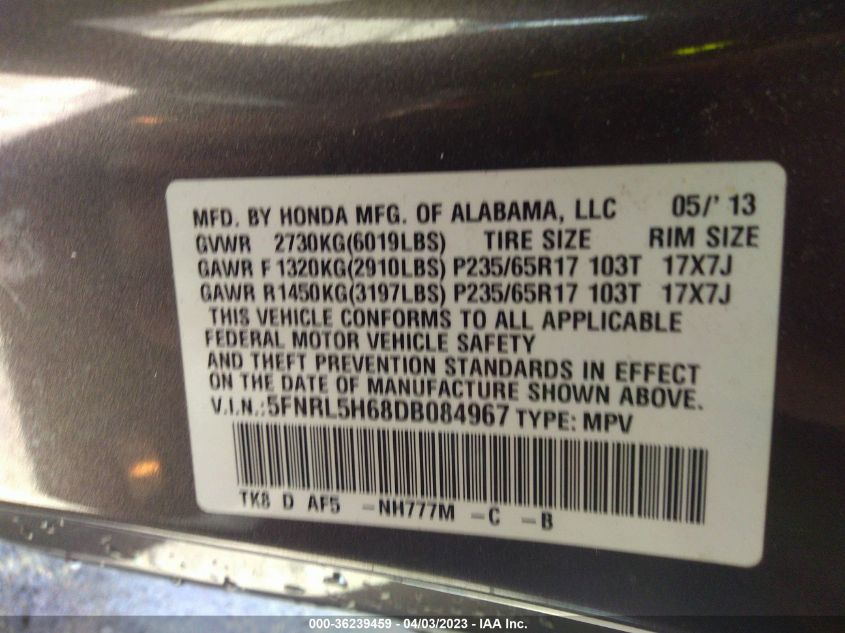 MFD. BY HONDA MFG. OF ALABAMA, LLC 05/' 13
GVWR 2730KG(6019LBS) TIRE SIZE RIM SIZE
GAWR F 1320KG(2910LBS) P235/65R17 103T 17X7J
GAWR R1450KG(3197LBS) P235/65R17 103T 17X7J
THIS VEHICLE CONFORMS TO ALL APPLICABLE
FEDERAL MOTOR VEHICLE SAFETY
AND THEFT PREVENTION STANDARDS IN EFFECT
ON THE DATE OF MANUFACTURE SHOWN ABOVE.
V.I.N.:5FNRL5H68DB084967 TYPE: MPV
TK8 D AF5 -NH777M -C -B
000-36239459 - 04/03/2023 - IAA Inc.